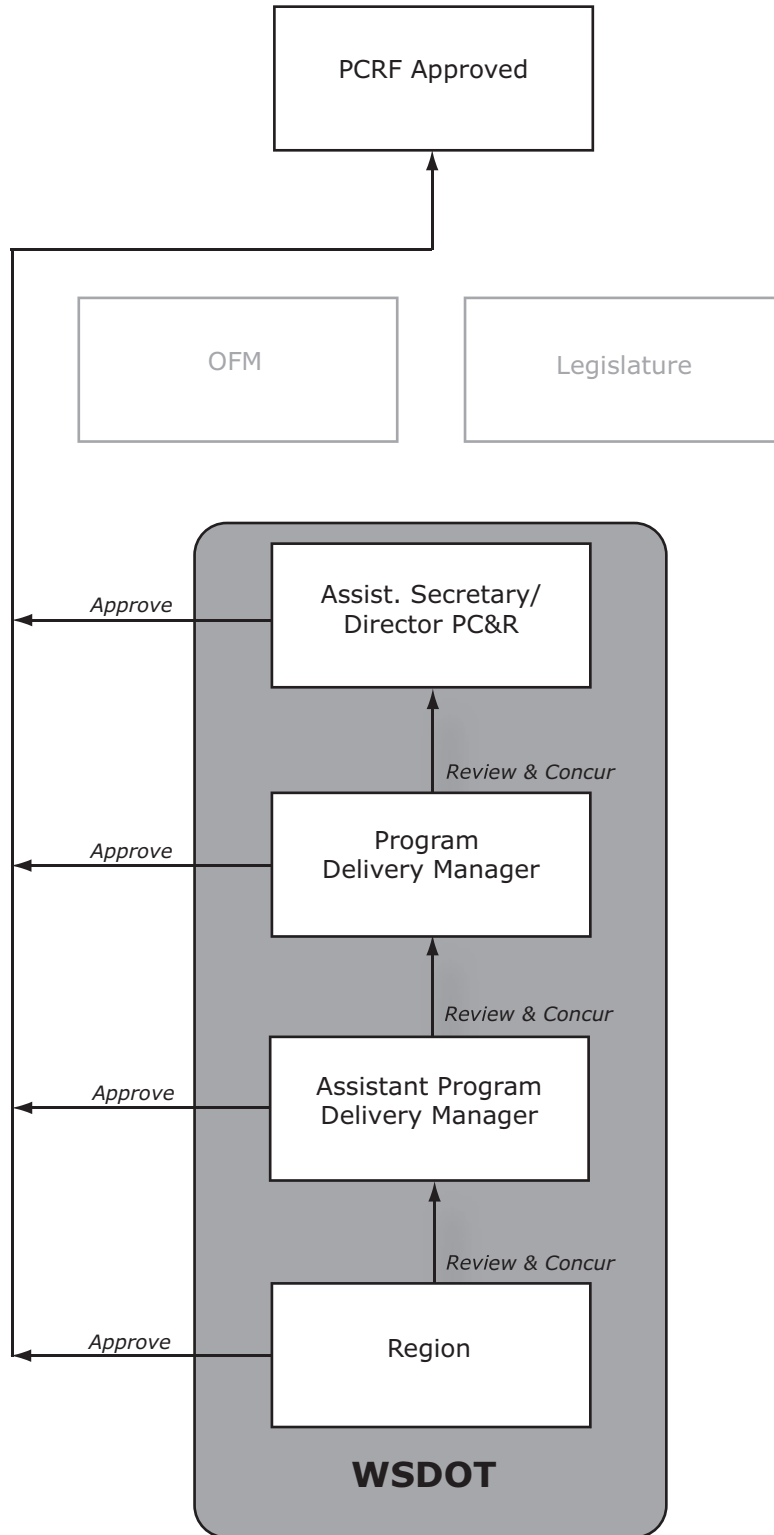 PCRF Approved
OFM
Legislature
Approve
Assist. Secretary/
Director PC&R
Review & Concur
Approve
Program
Delivery Manager
Review & Concur
Approve
Assistant Program
Delivery Manager
Review & Concur
Approve
Region
WSDOT